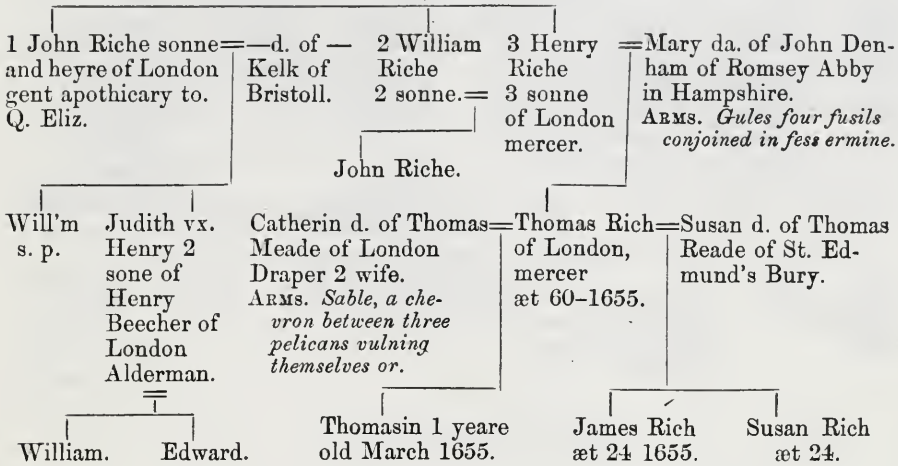 1 John Riche sonne=—d. of —
and heyre of London
gent apothicary to.
Q. Eliz.
Kelk of
Bristoll.
2 William
Riche
2 sonne.=
3 Henry
Riche
3 sonne
of London
mercer.
=Mary da. of John Den-
ham of Romsey Abby
in Hampshire.
ARMS. Gules four fusils
conjoined in fess ermine.
John Riche.
Will'm
s. p.
Judith vx.
Henry 2
sone of
Henry
Beecher of
London
Alderman.
=
Catherin d. of Thomas=
Meade of London
Draper 2 wife.
ARMS. Sable, a che-
vron between three
pelicans vulning
themselves or.
Thomas Rich
of London,
mercer
æt 60–1655.
=Susan d. of Thomas
Reade of St. Ed-
mund's Bury.
William.
Edward.
Thomasin 1 yeare
old March 1655.
James Rich
æt 24 1655.
Susan Rich
æt 24.